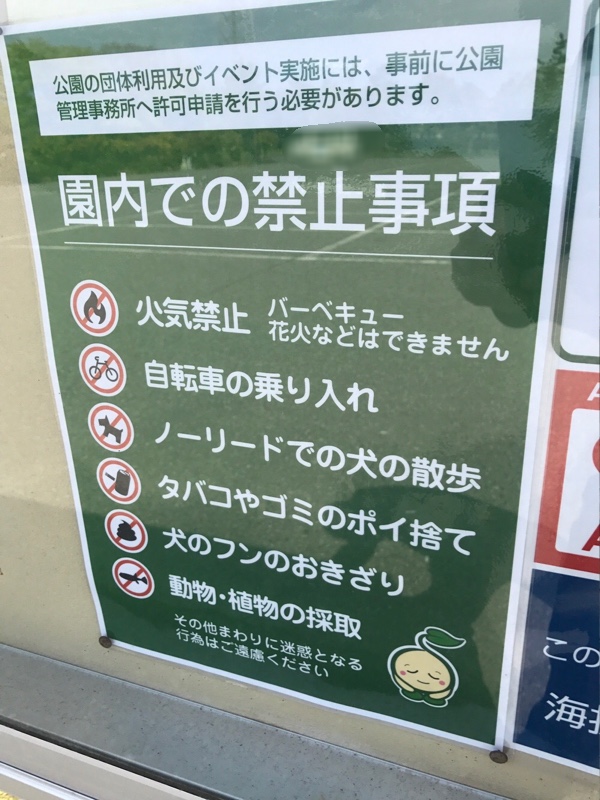 公園の団体利用及びイベント実施には、事前に公園
管理事務所へ許可申請を行う必要があります。
園内での禁止事項
火気禁止 バーベキュー
花火などはできません
自転車の乗り入れ
ノーリードでの犬の散歩
タバコやゴミのポイ捨て
犬のフンのおきざり
動物・植物の採取
その他まわりに迷惑となる
行為はご遠慮ください
この